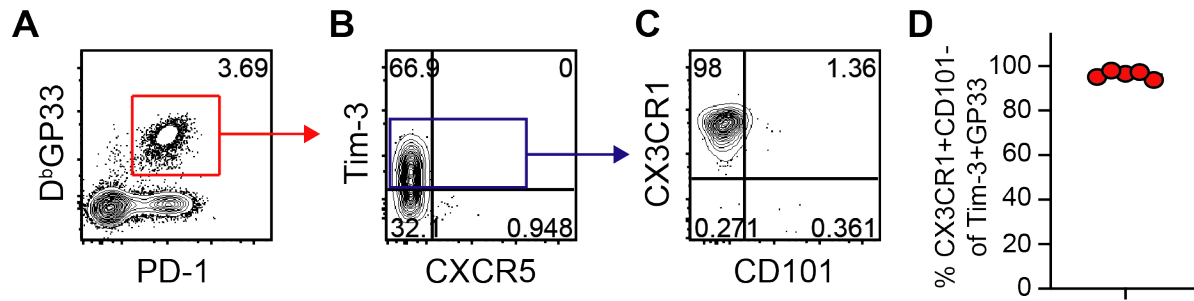 A
DᵇGP33
3.69
PD-1
B
Tim-3
66.9
0
32.1
0.948
CXCR5
C
CX3CR1
98
1.36
0.271
0.361
CD101
D
% CX3CR1+CD101-
of Tim-3+GP33
100
80
60
40
20
0